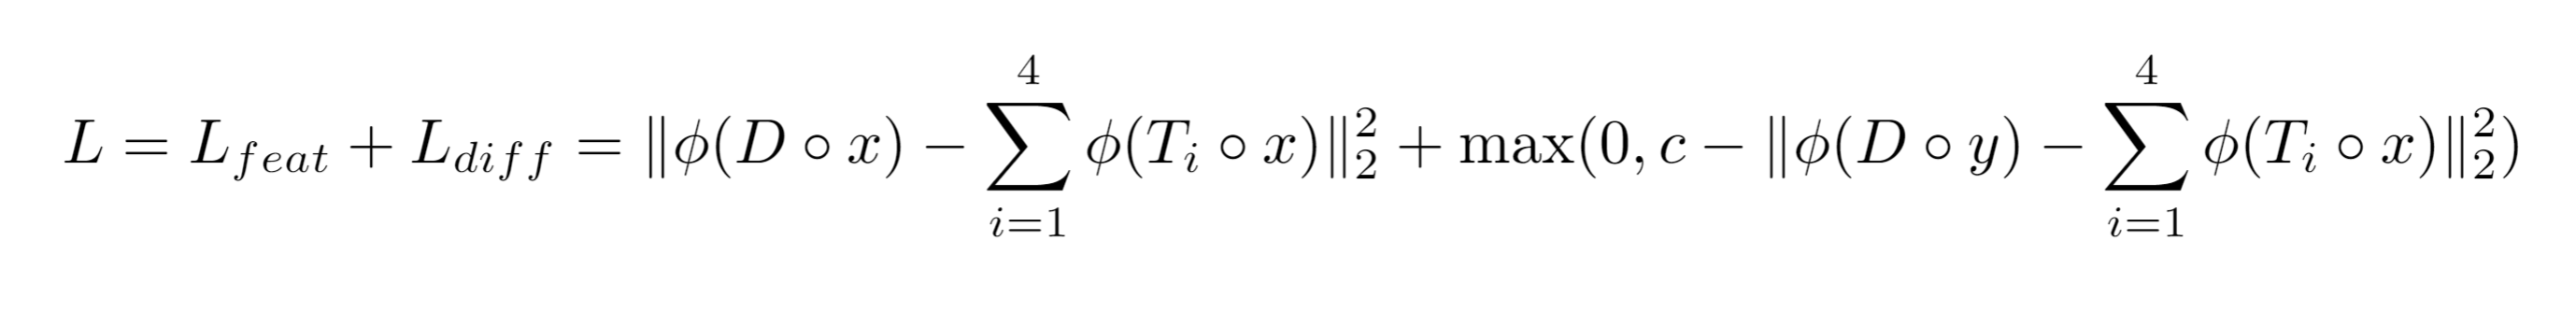 L = L_{feat} + L_{diff} = \|\phi(D \circ x) - \sum_{i=1}^{4} \phi(T_i \circ x)\|_2^2 + \max(0, c - \|\phi(D \circ y) - \sum_{i=1}^{4} \phi(T_i \circ x)\|_2^2)